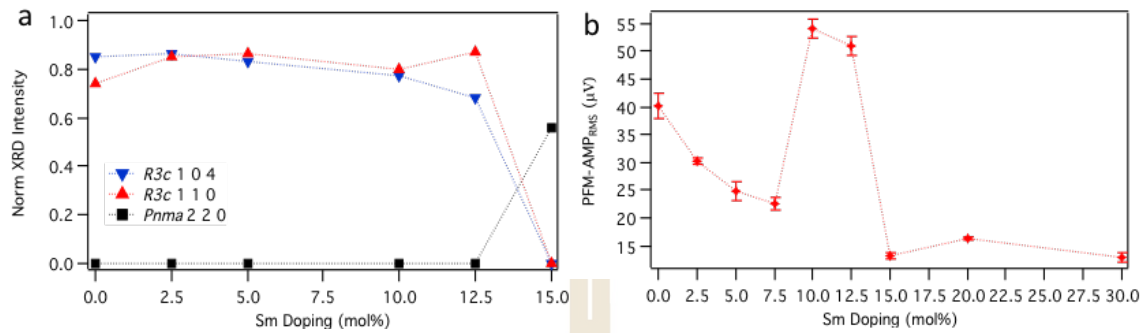 a
1.0
0.8
0.6
0.4
0.2
0.0
Norm XRD Intensity
R3c 1 0 4
R3c 1 1 0
Pnma 2 2 0
0.0 2.5 5.0 7.5 10.0 12.5 15.0
Sm Doping (mol%)
b
55
50
45
40
35
30
25
20
15
PFM-AMPRMS (µV)
0.0 2.5 5.0 7.5 10.0 12.5 15.0 17.5 20.0 22.5 25.0 27.5 30.0
Sm Doping (mol%)